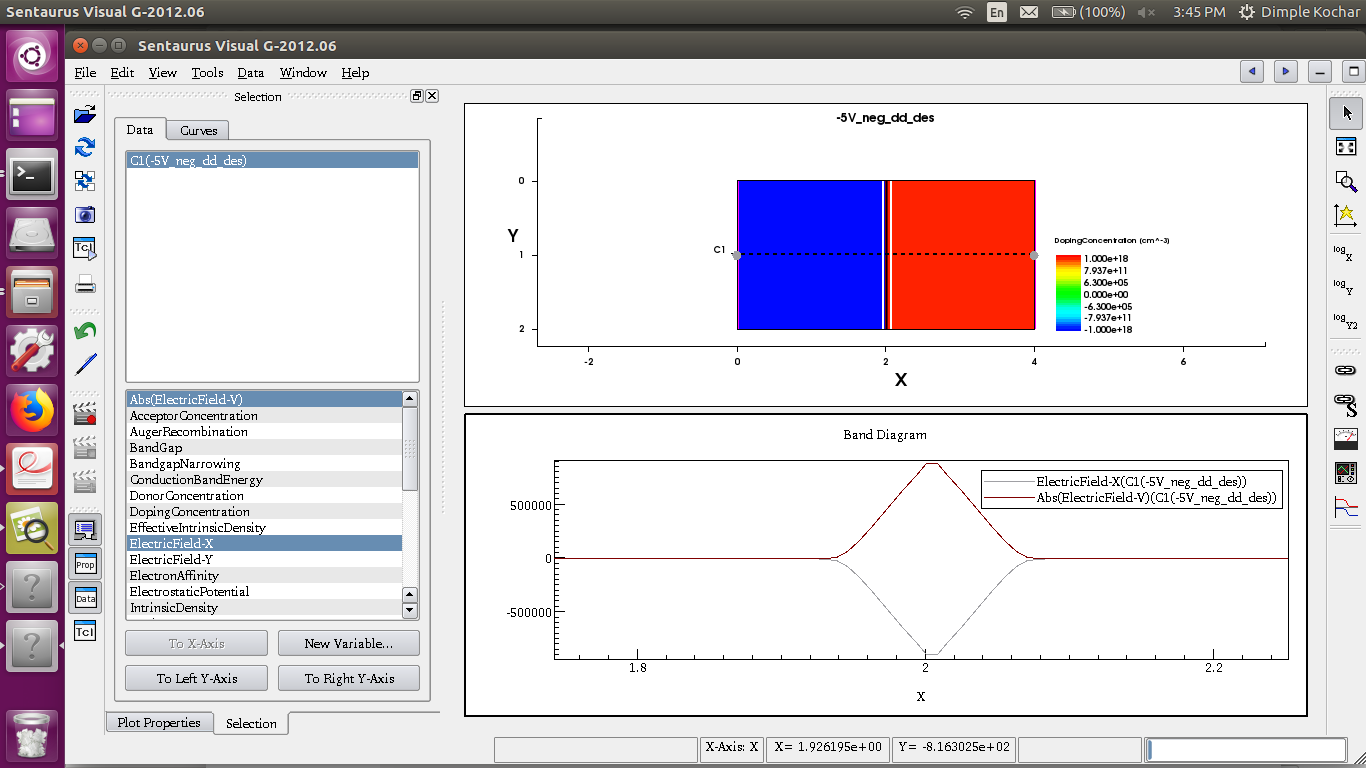 Sentaurus Visual G-2012.06
En
(100%)
3:45 PM
Dimple Kochar
Sentaurus Visual G-2012.06
File Edit View Tools Data Window Help
Selection
Data
Curves
C1(-5V_neg_dd_des)
Abs(ElectricField-V)
AcceptorConcentration
AugerRecombination
BandGap
BandgapNarrowing
ConductionBandEnergy
DonorConcentration
DopingConcentration
EffectiveIntrinsicDensity
ElectricField-X
ElectricField-Y
ElectronAffinity
ElectrostaticPotential
IntrinsicDensity
To X-Axis
New Variable...
To Left Y-Axis
To Right Y-Axis
Plot Properties
Selection
Tcl
Prop
Data
Tcl
-5V_neg_dd_des
0
Y
C1
1
2
-2 0 2 4 6
X
DopingConcentration (cm^-3)
1.000e+18
7.937e+11
6.300e+05
0.000e+00
-6.300e+05
-7.937e+11
-1.000e+18
Band Diagram
ElectricField-X(C1(-5V_neg_dd_des))
Abs(ElectricField-V)(C1(-5V_neg_dd_des))
500000
0
-500000
1.8 2 2.2
X
X-Axis: X
X= 1.926195e+00
Y= -8.163025e+02
logX
logY
logY2
S